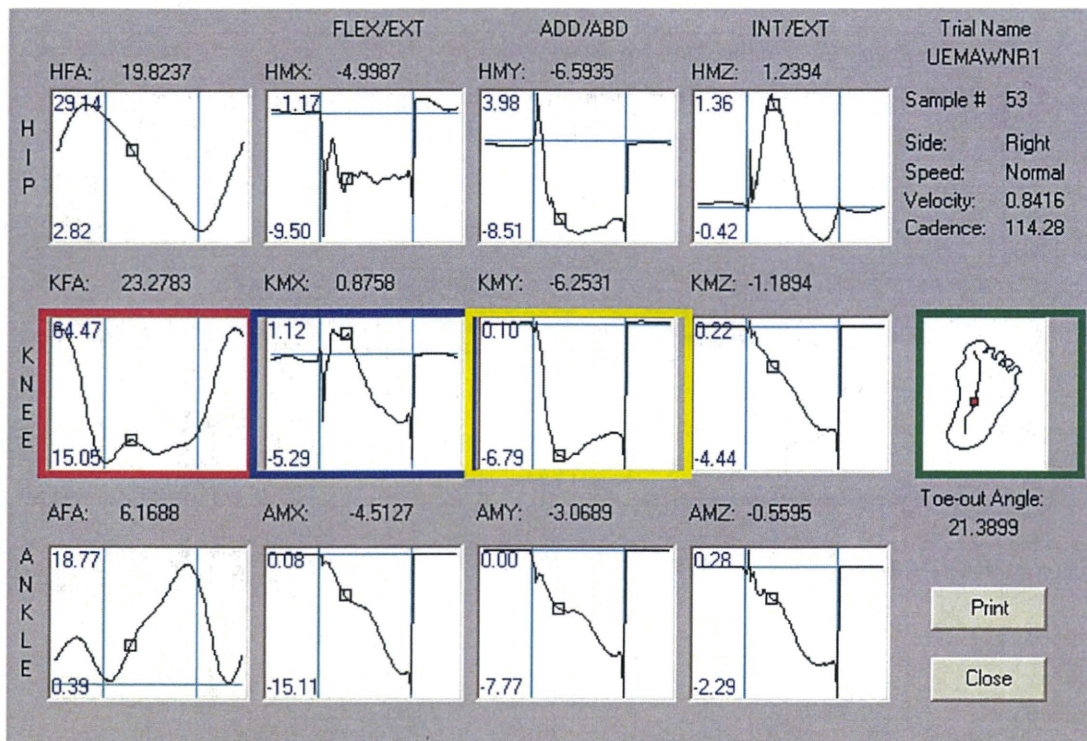 FLEX/EXT ADD/ABD INT/EXT Trial Name
UEMAWNR1
HFA: 19.8237 HMX: -4.9987 HMY: -6.5935 HMZ: 1.2394
Sample # 53
Side: Right
Speed: Normal
Velocity: 0.8416
Cadence: 114.28
HIP
29.14 1.17 3.98 1.36
2.82 -9.50 -8.51 -0.42
KFA: 23.2783 KMX: 0.8758 KMY: -6.2531 KMZ: -1.1894
KNEE
64.47 1.12 0.10 0.22
15.05 -5.29 -6.79 -4.44
Toe-out Angle:
21.3899
AFA: 6.1688 AMX: -4.5127 AMY: -3.0689 AMZ: -0.5595
ANKLE
18.77 0.08 0.00 0.28
0.39 -15.11 -7.77 -2.29
Print
Close